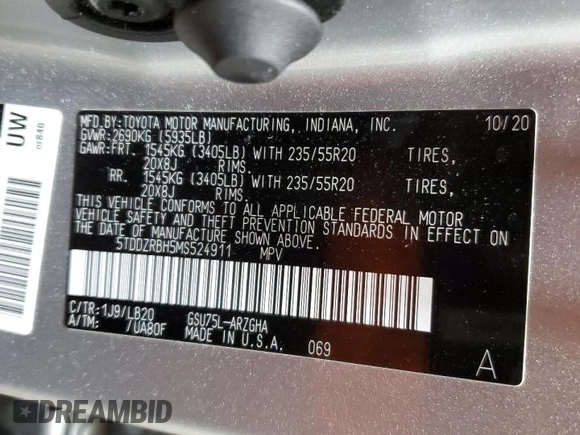 MFD.BY:TOYOTA MOTOR MANUFACTURING, INDIANA, INC. 10/20
GVWR:2690KG (5935LB)
GAWR:FRT. 1545KG (3405LB) WITH 235/55R20 TIRES,
20X8J RIMS.
RR. 1545KG (3405LB) WITH 235/55R20 TIRES,
20X8J RIMS.
THIS VEHICLE CONFORMS TO ALL APPLICABLE FEDERAL MOTOR
VEHICLE SAFETY AND THEFT PREVENTION STANDARDS IN EFFECT ON
THE DATE OF MANUFACTURE SHOWN ABOVE.
5TDDZRBH5MS524911 MPV
C/TR:1J9/LB20 GSU75L-ARZGHA
A/TM: /UA80F MADE IN U.S.A. 069 A
UW
DREAMBID